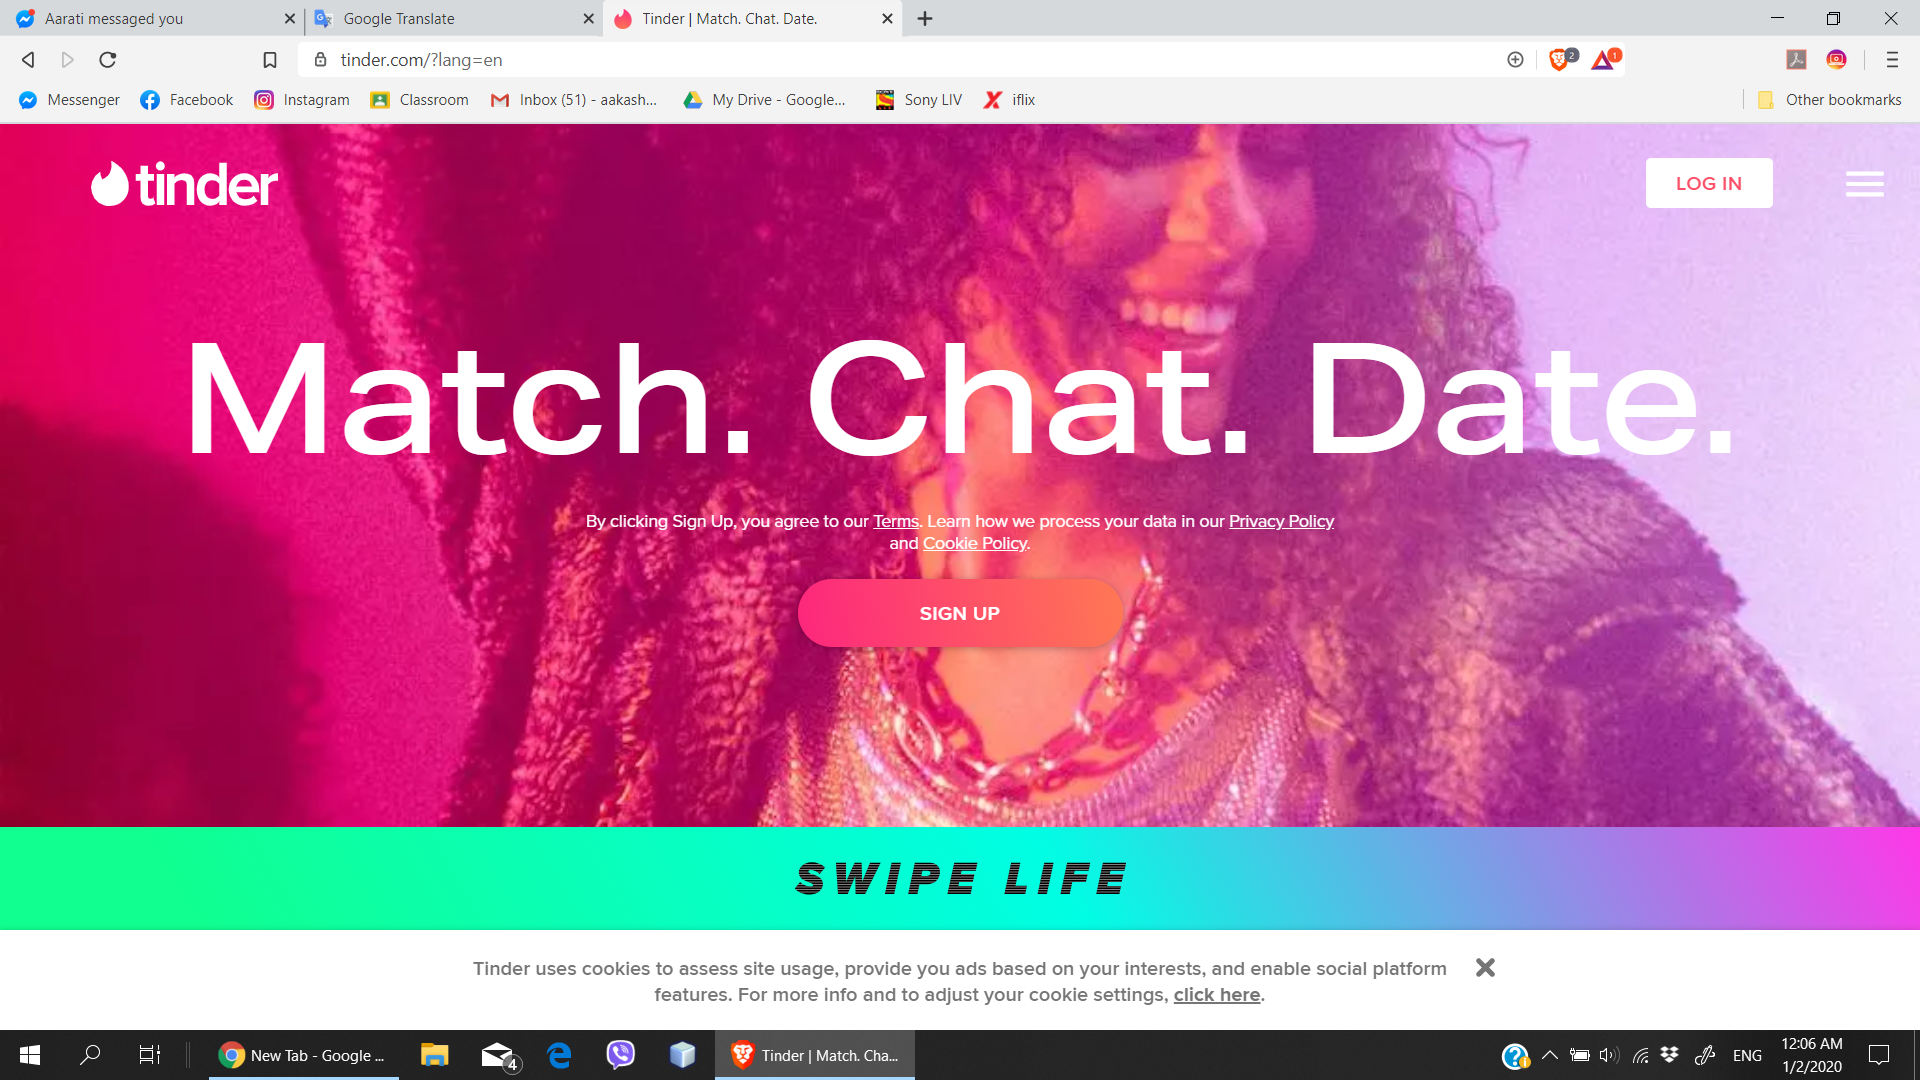 Aarati messaged you
Google Translate
Tinder | Match. Chat. Date.
tinder.com/?lang=en
2
1
Messenger
Facebook
Instagram
Classroom
Inbox (51) - aakash...
My Drive - Google...
Sony LIV
iflix
Other bookmarks
tinder
LOG IN
Match. Chat. Date.
By clicking Sign Up, you agree to our Terms. Learn how we process your data in our Privacy Policy
and Cookie Policy.
SIGN UP
SWIPE LIFE
Tinder uses cookies to assess site usage, provide you ads based on your interests, and enable social platform
features. For more info and to adjust your cookie settings, click here.
New Tab - Google ...
4
Tinder | Match. Cha...
ENG
12:06 AM
1/2/2020